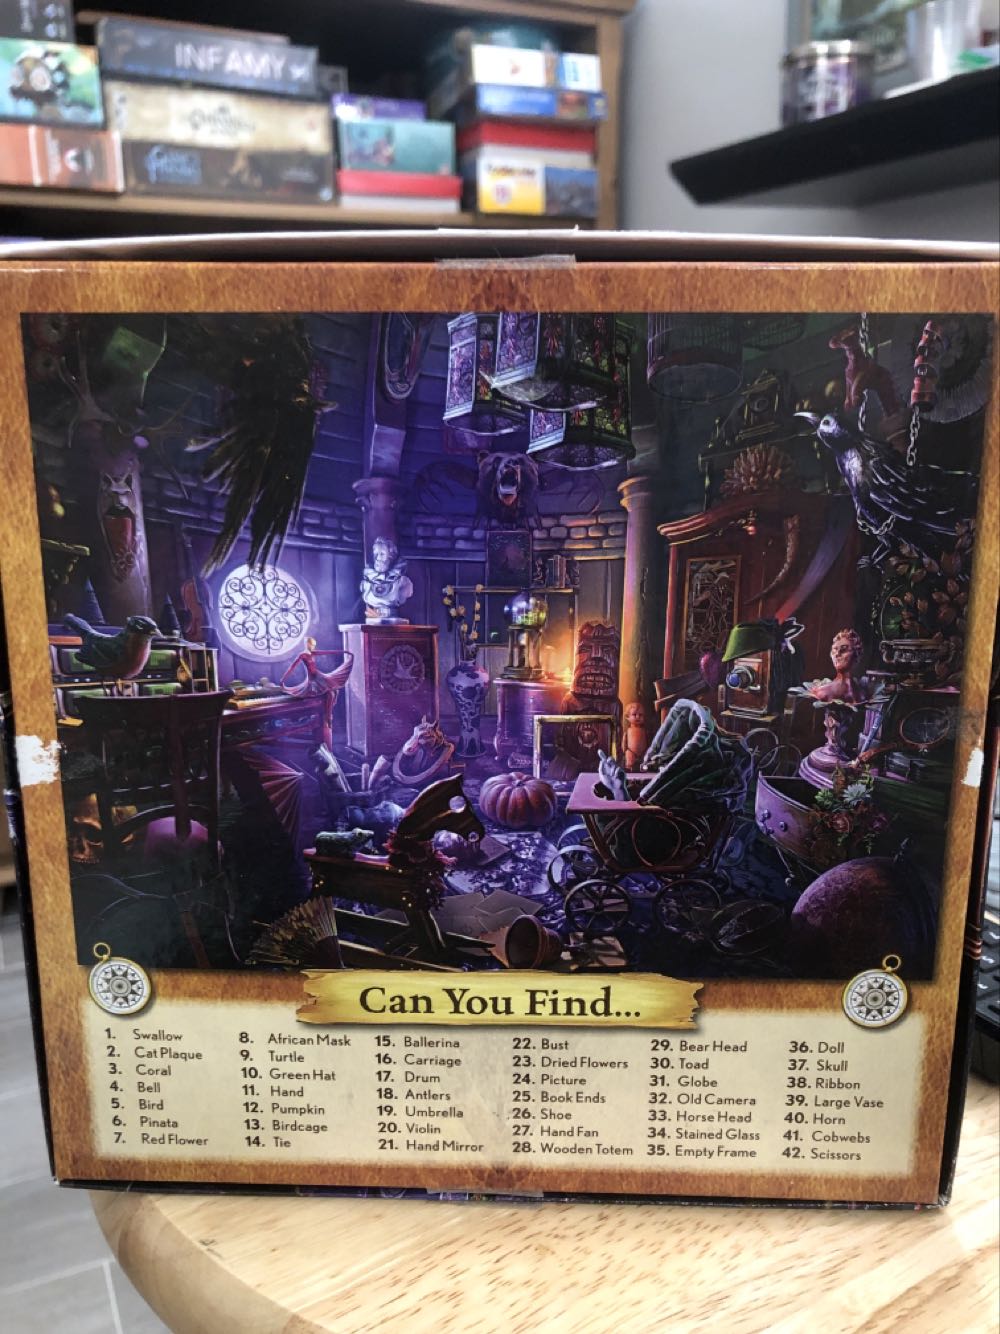 INFAMY
Can You Find...
1. Swallow
2. Cat Plaque
3. Coral
4. Bell
5. Bird
6. Pinata
7. Red Flower
8. African Mask
9. Turtle
10. Green Hat
11. Hand
12. Pumpkin
13. Birdcage
14. Tie
15. Ballerina
16. Carriage
17. Drum
18. Antlers
19. Umbrella
20. Violin
21. Hand Mirror
22. Bust
23. Dried Flowers
24. Picture
25. Book Ends
26. Shoe
27. Hand Fan
28. Wooden Totem
29. Bear Head
30. Toad
31. Globe
32. Old Camera
33. Horse Head
34. Stained Glass
35. Empty Frame
36. Doll
37. Skull
38. Ribbon
39. Large Vase
40. Horn
41. Cobwebs
42. Scissors